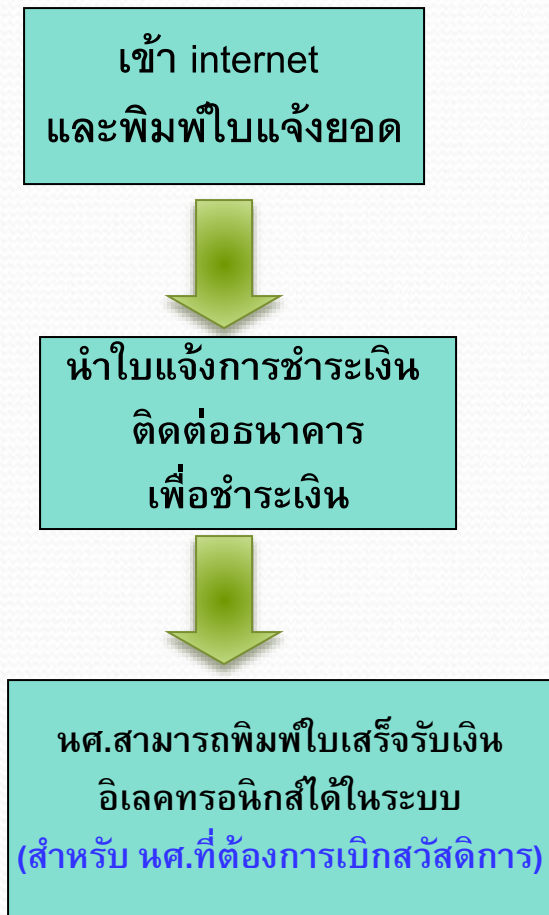 เข้า internet
และพิมพ์ใบแจ้งยอด
นำใบแจ้งการชำระเงิน
ติดต่อธนาคาร
เพื่อชำระเงิน
นศ.สามารถพิมพ์ใบเสร็จรับเงิน
อิเลคทรอนิกส์ได้ในระบบ
(สำหรับ นศ.ที่ต้องการเบิกสวัสดิการ)